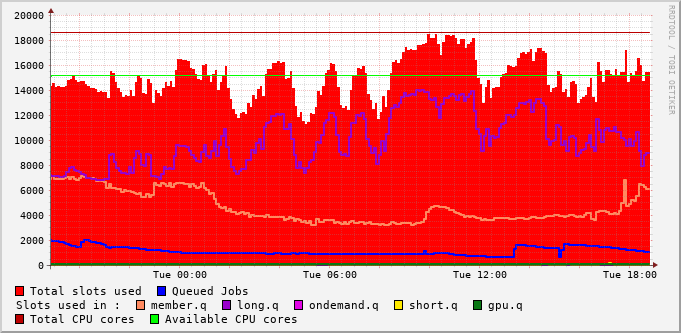 20000
18000
16000
14000
12000
10000
8000
6000
4000
2000
0
Tue 00:00 Tue 06:00 Tue 12:00 Tue 18:00
Total slots used Queued Jobs
Slots used in : member.q long.q ondemand.q short.q gpu.q
Total CPU cores Available CPU cores
RRDTOOL / TOBI OETIKER